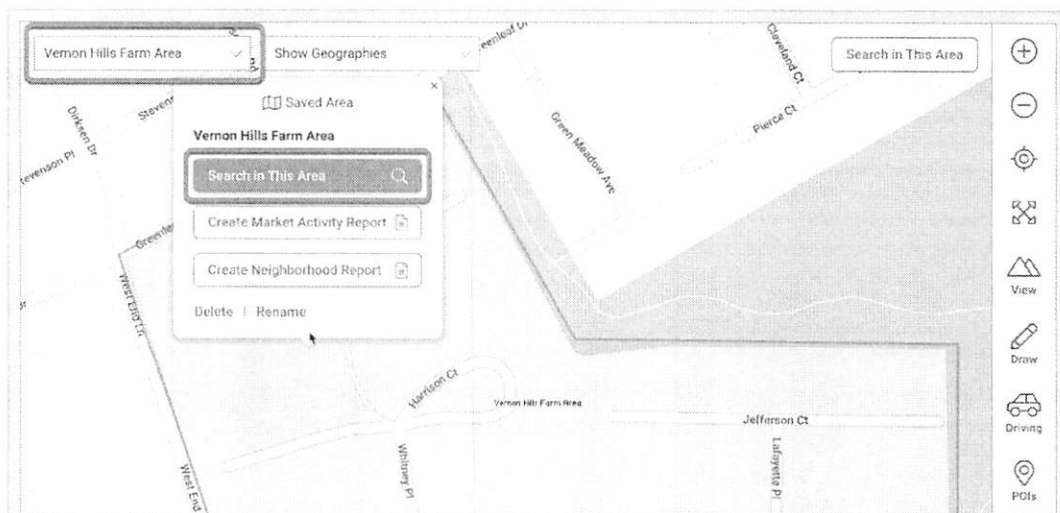 Vernon Hills Farm Area
Show Geographies
Search in This Area
Saved Area
Vernon Hills Farm Area
Search in This Area
Create Market Activity Report
Create Neighborhood Report
Delete | Rename
Dirksen Dr
Green Meadow Ave
Cleveland Ct
Pierce Ct
West End Ln
Harrison Ct
Vernon Hills Farm Area
Jefferson Ct
Whitney Pl
Lafayette Pl
West End
View
Draw
Driving
POIs